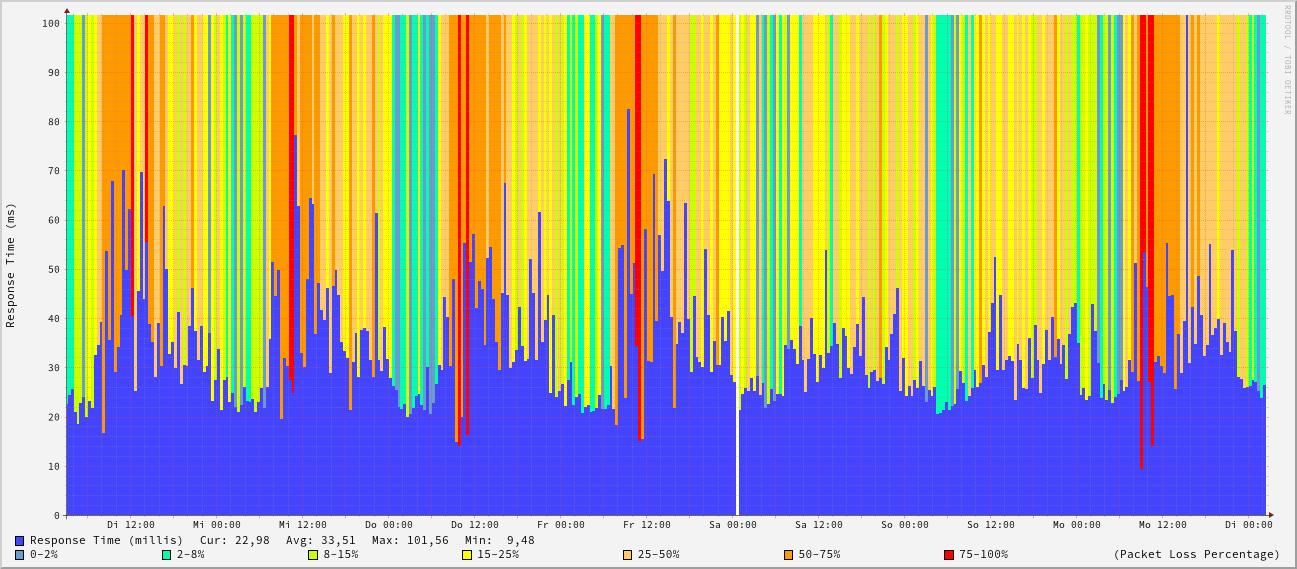 RRDTOOL / TOBI OETIKER
Response Time (ms)
100
90
80
70
60
50
40
30
20
10
0
Di 12:00 Mi 00:00 Mi 12:00 Do 00:00 Do 12:00 Fr 00:00 Fr 12:00 Sa 00:00 Sa 12:00 So 00:00 So 12:00 Mo 00:00 Mo 12:00 Di 00:00
Response Time (millis) Cur: 22,98 Avg: 33,51 Max: 101,56 Min: 9,48
0-2% 2-8% 8-15% 15-25% 25-50% 50-75% 75-100% (Packet Loss Percentage)